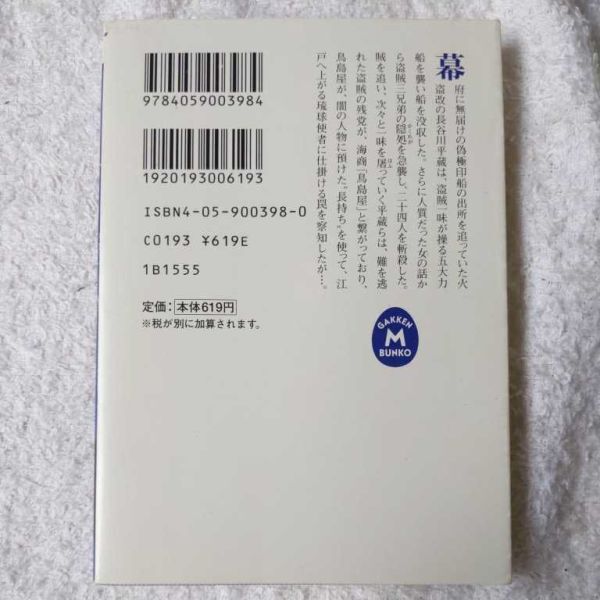 幕府に無届けの偽極印船の出所を追っていた火
盗改の長谷川平蔵は、盗賊一味が操る五大力
船を襲い船を没収した。さらに人質だった女の話か
ら盗賊三兄弟の隠処を急襲し、二十四人を斬殺した。
賊を追い、次々と一味を屠っていく平蔵らは、難を逃
れた盗賊の残党が、海商「鳥島屋」と繋がっており、
鳥島屋が、闇の人物に預けた〝長持ち〟を使って、江
戸へ上がる琉球使者に仕掛ける罠を察知したが…。
9784059003984
1920193006193
ISBN4-05-900398-0
C0193 ¥619E
1B1555
定価：本体619円
※税が別に加算されます。
GAKKEN
M
BUNKO